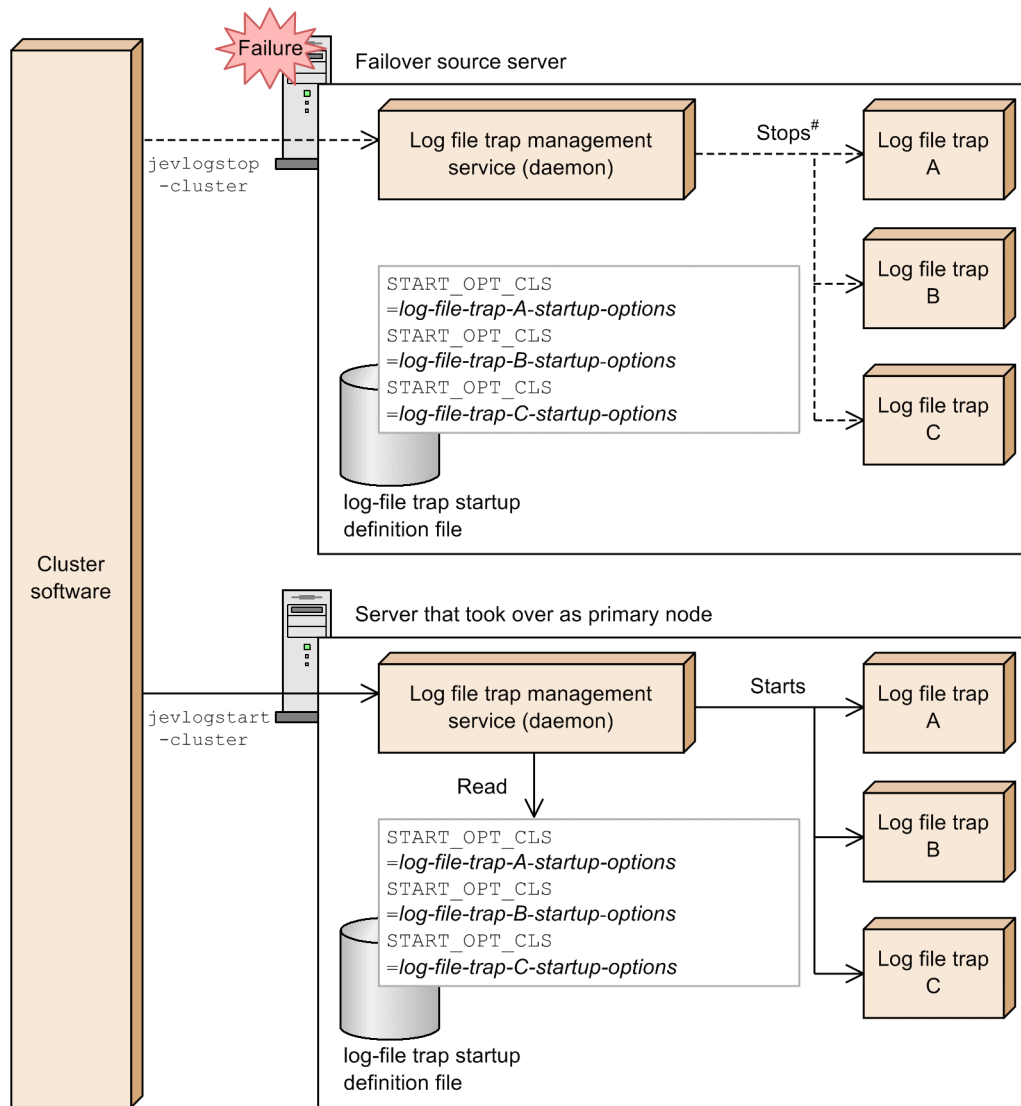 Failure
Failover source server
Cluster
software
jevlogstop
-cluster
Log file trap management
service (daemon)
Stops#
Log file trap
A
Log file trap
B
Log file trap
C
START_OPT_CLS
=log-file-trap-A-startup-options
START_OPT_CLS
=log-file-trap-B-startup-options
START_OPT_CLS
=log-file-trap-C-startup-options
log-file trap startup
definition file
Server that took over as primary node
jevlogstart
-cluster
Log file trap management
service (daemon)
Starts
Log file trap
A
Log file trap
B
Log file trap
C
Read
START_OPT_CLS
=log-file-trap-A-startup-options
START_OPT_CLS
=log-file-trap-B-startup-options
START_OPT_CLS
=log-file-trap-C-startup-options
log-file trap startup
definition file